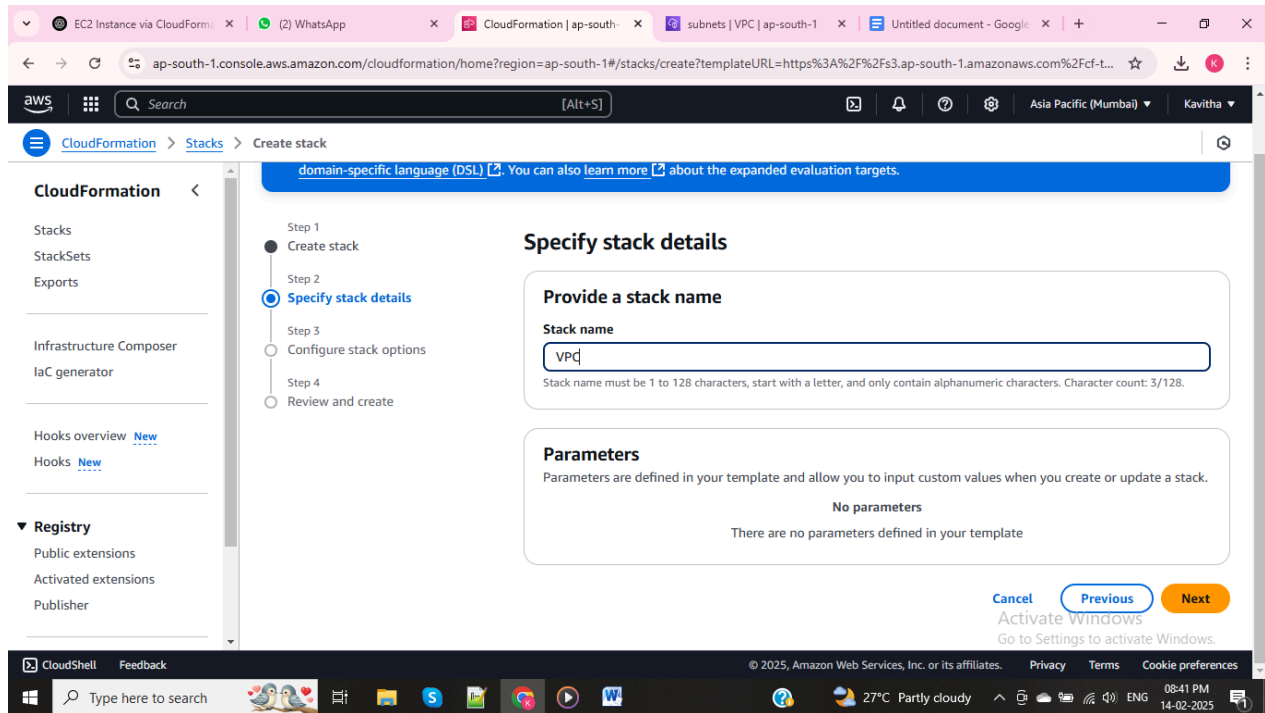 EC2 Instance via CloudForma
(2) WhatsApp
CloudFormation | ap-south-
subnets | VPC | ap-south-1
Untitled document - Google
ap-south-1.console.aws.amazon.com/cloudformation/home?region=ap-south-1#/stacks/create?templateURL=https%3A%2F%2Fs3.ap-south-1.amazonaws.com%2Fcf-t...
K
aws
Search
[Alt+S]
Asia Pacific (Mumbai)
Kavitha
CloudFormation > Stacks > Create stack
domain-specific language (DSL). You can also learn more about the expanded evaluation targets.
CloudFormation
Stacks
StackSets
Exports
Infrastructure Composer
IaC generator
Hooks overview New
Hooks New
Registry
Public extensions
Activated extensions
Publisher
Step 1
Create stack
Step 2
Specify stack details
Step 3
Configure stack options
Step 4
Review and create
Specify stack details
Provide a stack name
Stack name
VPC
Stack name must be 1 to 128 characters, start with a letter, and only contain alphanumeric characters. Character count: 3/128.
Parameters
Parameters are defined in your template and allow you to input custom values when you create or update a stack.
No parameters
There are no parameters defined in your template
Cancel
Previous
Next
Activate Windows
Go to Settings to activate Windows.
CloudShell
Feedback
© 2025, Amazon Web Services, Inc. or its affiliates.
Privacy
Terms
Cookie preferences
Type here to search
27°C Partly cloudy
ENG
08:41 PM
14-02-2025
1